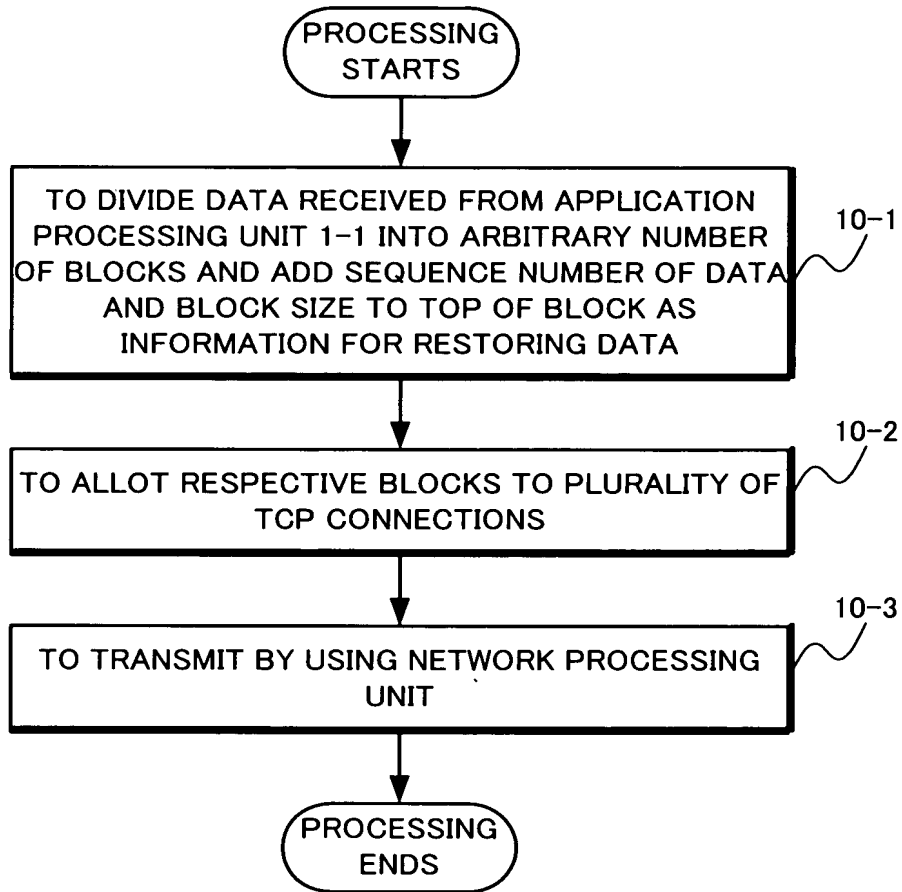 PROCESSING
STARTS
TO DIVIDE DATA RECEIVED FROM APPLICATION
PROCESSING UNIT 1-1 INTO ARBITRARY NUMBER
OF BLOCKS AND ADD SEQUENCE NUMBER OF DATA
AND BLOCK SIZE TO TOP OF BLOCK AS
INFORMATION FOR RESTORING DATA
10-1
TO ALLOT RESPECTIVE BLOCKS TO PLURALITY OF
TCP CONNECTIONS
10-2
TO TRANSMIT BY USING NETWORK PROCESSING
UNIT
10-3
PROCESSING
ENDS